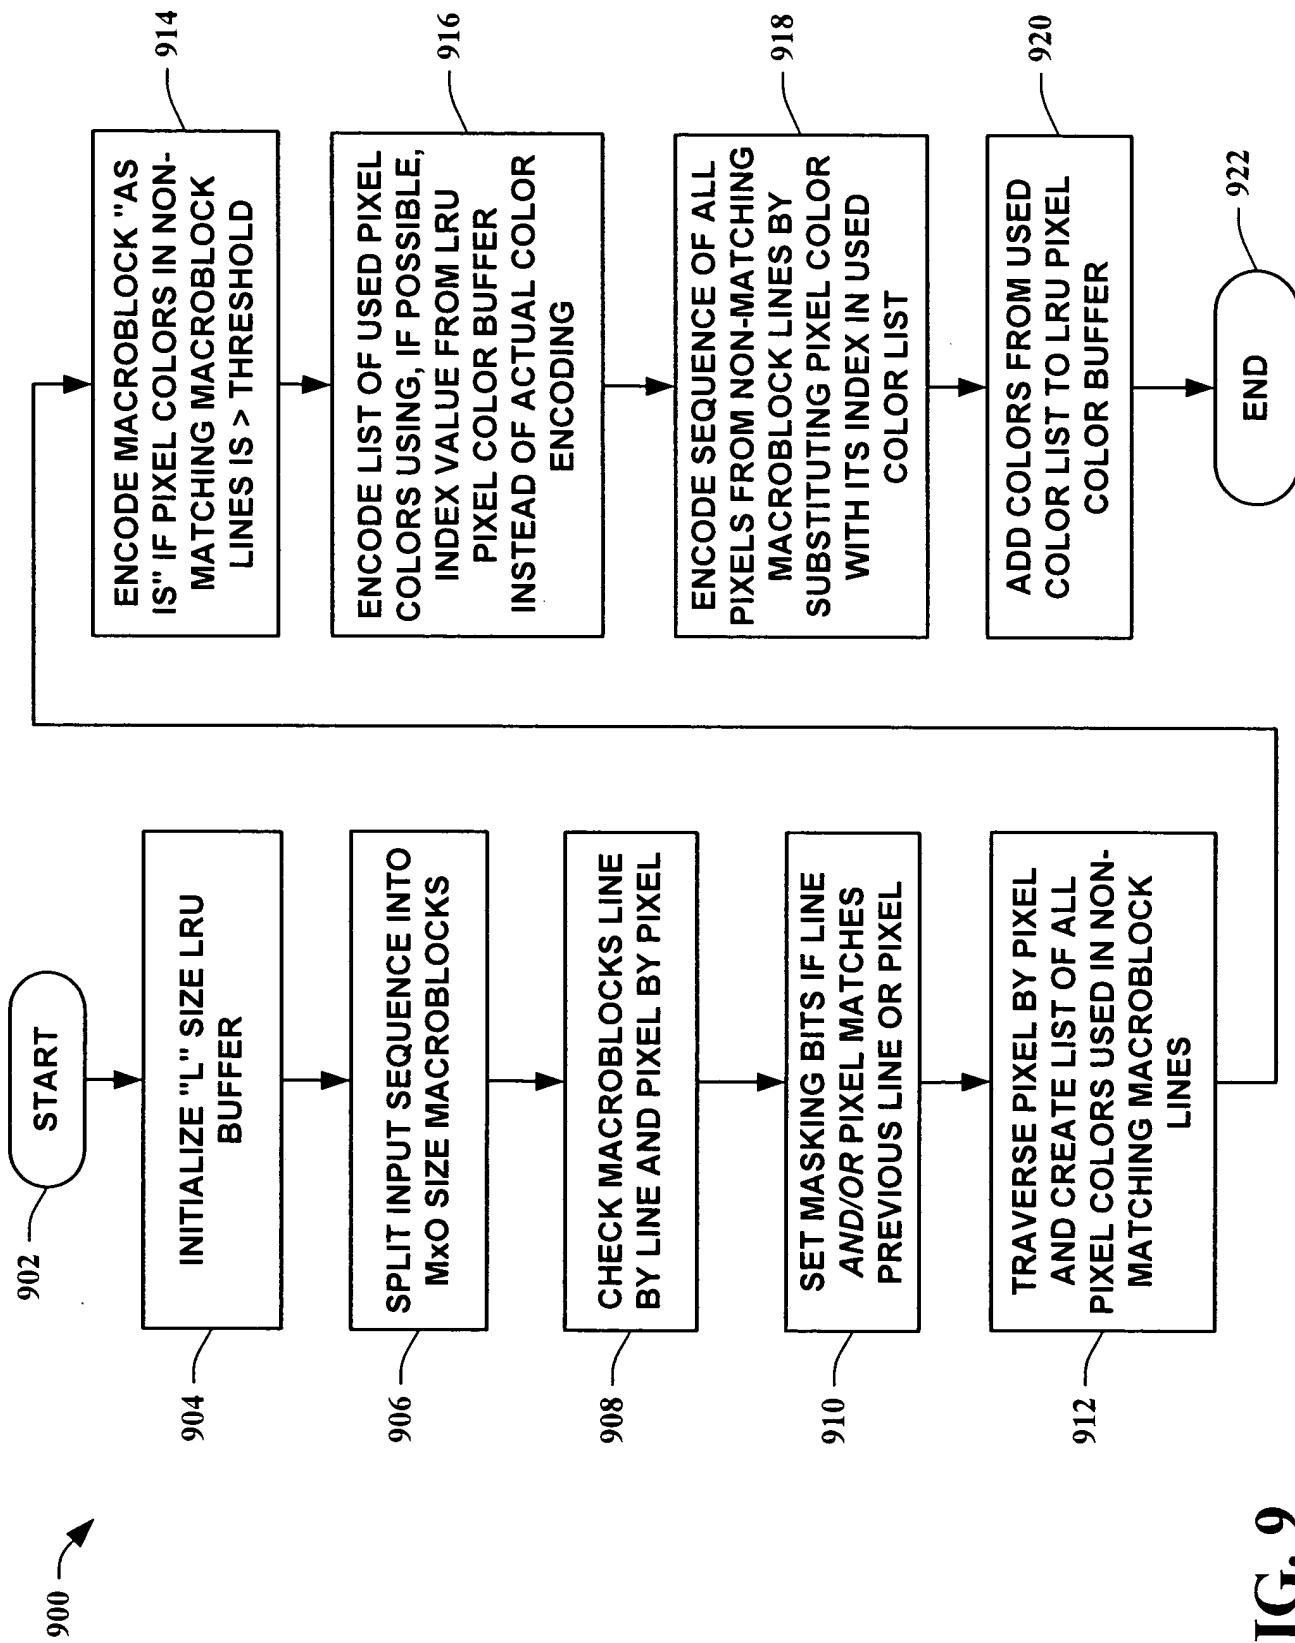 900
START
902
INITIALIZE "L" SIZE LRU
BUFFER
904
SPLIT INPUT SEQUENCE INTO
MxO SIZE MACROBLOCKS
906
CHECK MACROBLOCKS LINE
BY LINE AND PIXEL BY PIXEL
908
SET MASKING BITS IF LINE
AND/OR PIXEL MATCHES
PREVIOUS LINE OR PIXEL
910
TRAVERSE PIXEL BY PIXEL
AND CREATE LIST OF ALL
PIXEL COLORS USED IN NON-
MATCHING MACROBLOCK
LINES
912
ENCODE MACROBLOCK "AS
IS" IF PIXEL COLORS IN NON-
MATCHING MACROBLOCK
LINES IS > THRESHOLD
914
ENCODE LIST OF USED PIXEL
COLORS USING, IF POSSIBLE,
INDEX VALUE FROM LRU
PIXEL COLOR BUFFER
INSTEAD OF ACTUAL COLOR
ENCODING
916
ENCODE SEQUENCE OF ALL
PIXELS FROM NON-MATCHING
MACROBLOCK LINES BY
SUBSTITUTING PIXEL COLOR
WITH ITS INDEX IN USED
COLOR LIST
918
ADD COLORS FROM USED
COLOR LIST TO LRU PIXEL
COLOR BUFFER
920
END
922
IG. 9